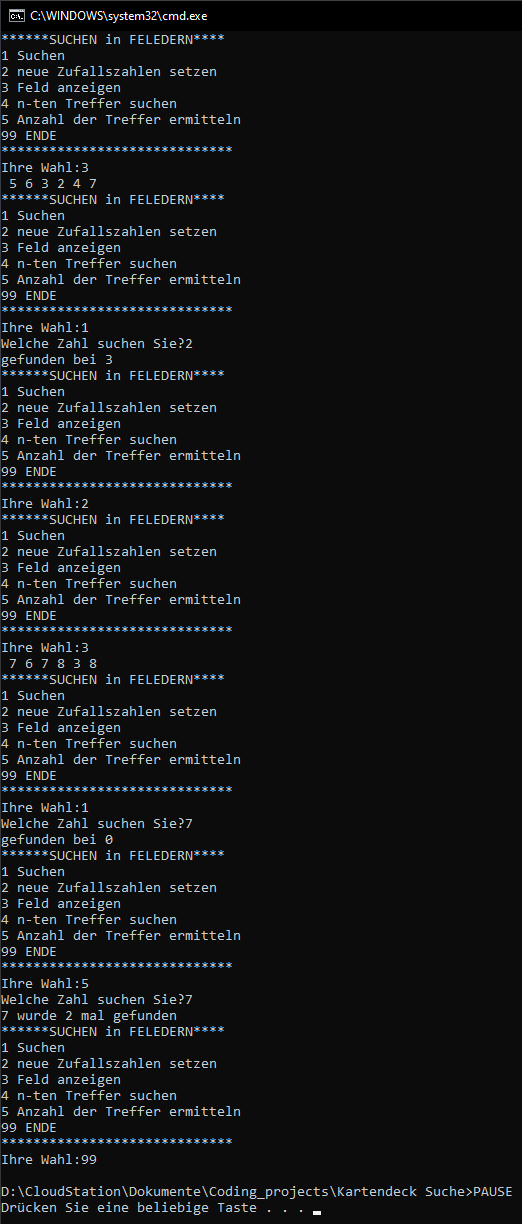 C:\WINDOWS\system32\cmd.exe
******SUCHEN in FELEDERN****
1 Suchen
2 neue Zufallszahlen setzen
3 Feld anzeigen
4 n-ten Treffer suchen
5 Anzahl der Treffer ermitteln
99 ENDE
*****************************
Ihre Wahl:3
 5 6 3 2 4 7
******SUCHEN in FELEDERN****
1 Suchen
2 neue Zufallszahlen setzen
3 Feld anzeigen
4 n-ten Treffer suchen
5 Anzahl der Treffer ermitteln
99 ENDE
*****************************
Ihre Wahl:1
Welche Zahl suchen Sie?2
gefunden bei 3
******SUCHEN in FELEDERN****
1 Suchen
2 neue Zufallszahlen setzen
3 Feld anzeigen
4 n-ten Treffer suchen
5 Anzahl der Treffer ermitteln
99 ENDE
*****************************
Ihre Wahl:2
******SUCHEN in FELEDERN****
1 Suchen
2 neue Zufallszahlen setzen
3 Feld anzeigen
4 n-ten Treffer suchen
5 Anzahl der Treffer ermitteln
99 ENDE
*****************************
Ihre Wahl:3
 7 6 7 8 3 8
******SUCHEN in FELEDERN****
1 Suchen
2 neue Zufallszahlen setzen
3 Feld anzeigen
4 n-ten Treffer suchen
5 Anzahl der Treffer ermitteln
99 ENDE
*****************************
Ihre Wahl:1
Welche Zahl suchen Sie?7
gefunden bei 0
******SUCHEN in FELEDERN****
1 Suchen
2 neue Zufallszahlen setzen
3 Feld anzeigen
4 n-ten Treffer suchen
5 Anzahl der Treffer ermitteln
99 ENDE
*****************************
Ihre Wahl:5
Welche Zahl suchen Sie?7
7 wurde 2 mal gefunden
******SUCHEN in FELEDERN****
1 Suchen
2 neue Zufallszahlen setzen
3 Feld anzeigen
4 n-ten Treffer suchen
5 Anzahl der Treffer ermitteln
99 ENDE
*****************************
Ihre Wahl:99
D:\CloudStation\Dokumente\Coding_projects\Kartendeck Suche>PAUSE
Drücken Sie eine beliebige Taste . . .